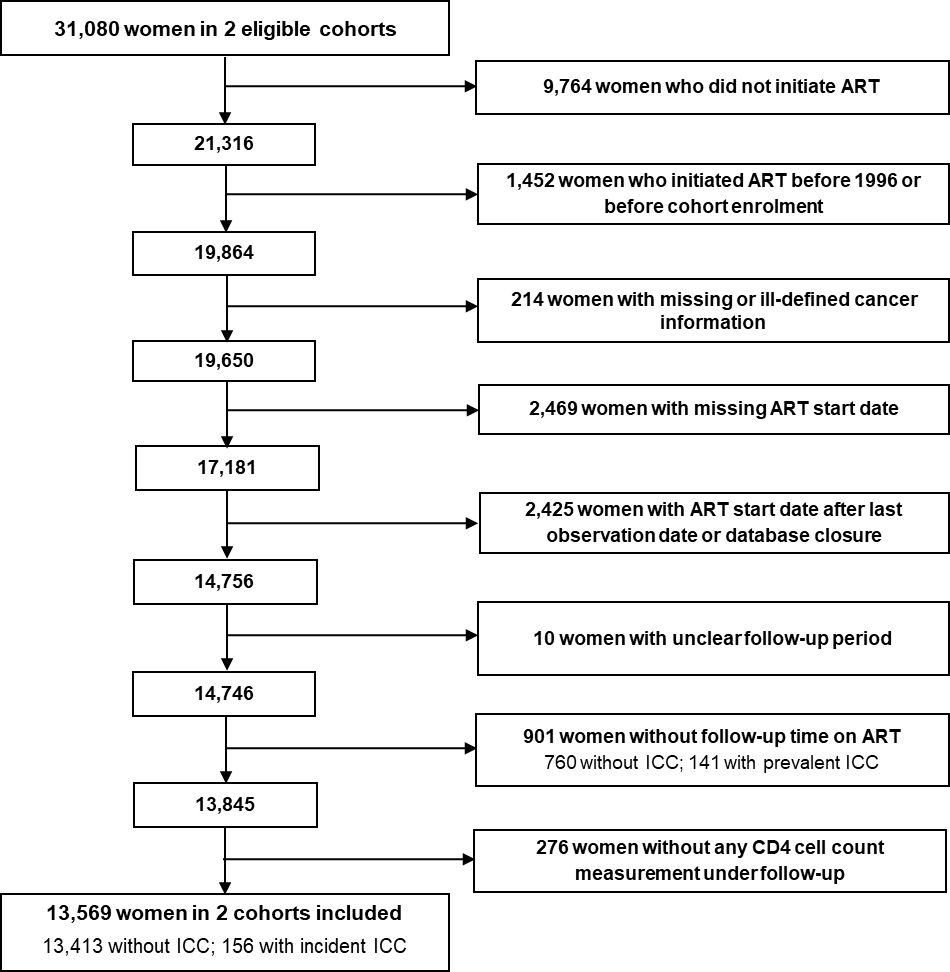 31,080 women in 2 eligible cohorts
9,764 women who did not initiate ART
21,316
1,452 women who initiated ART before 1996 or
before cohort enrolment
19,864
214 women with missing or ill-defined cancer
information
19,650
2,469 women with missing ART start date
17,181
2,425 women with ART start date after last
observation date or database closure
14,756
10 women with unclear follow-up period
14,746
901 women without follow-up time on ART
760 without ICC; 141 with prevalent ICC
13,845
276 women without any CD4 cell count
measurement under follow-up
13,569 women in 2 cohorts included
13,413 without ICC; 156 with incident ICC